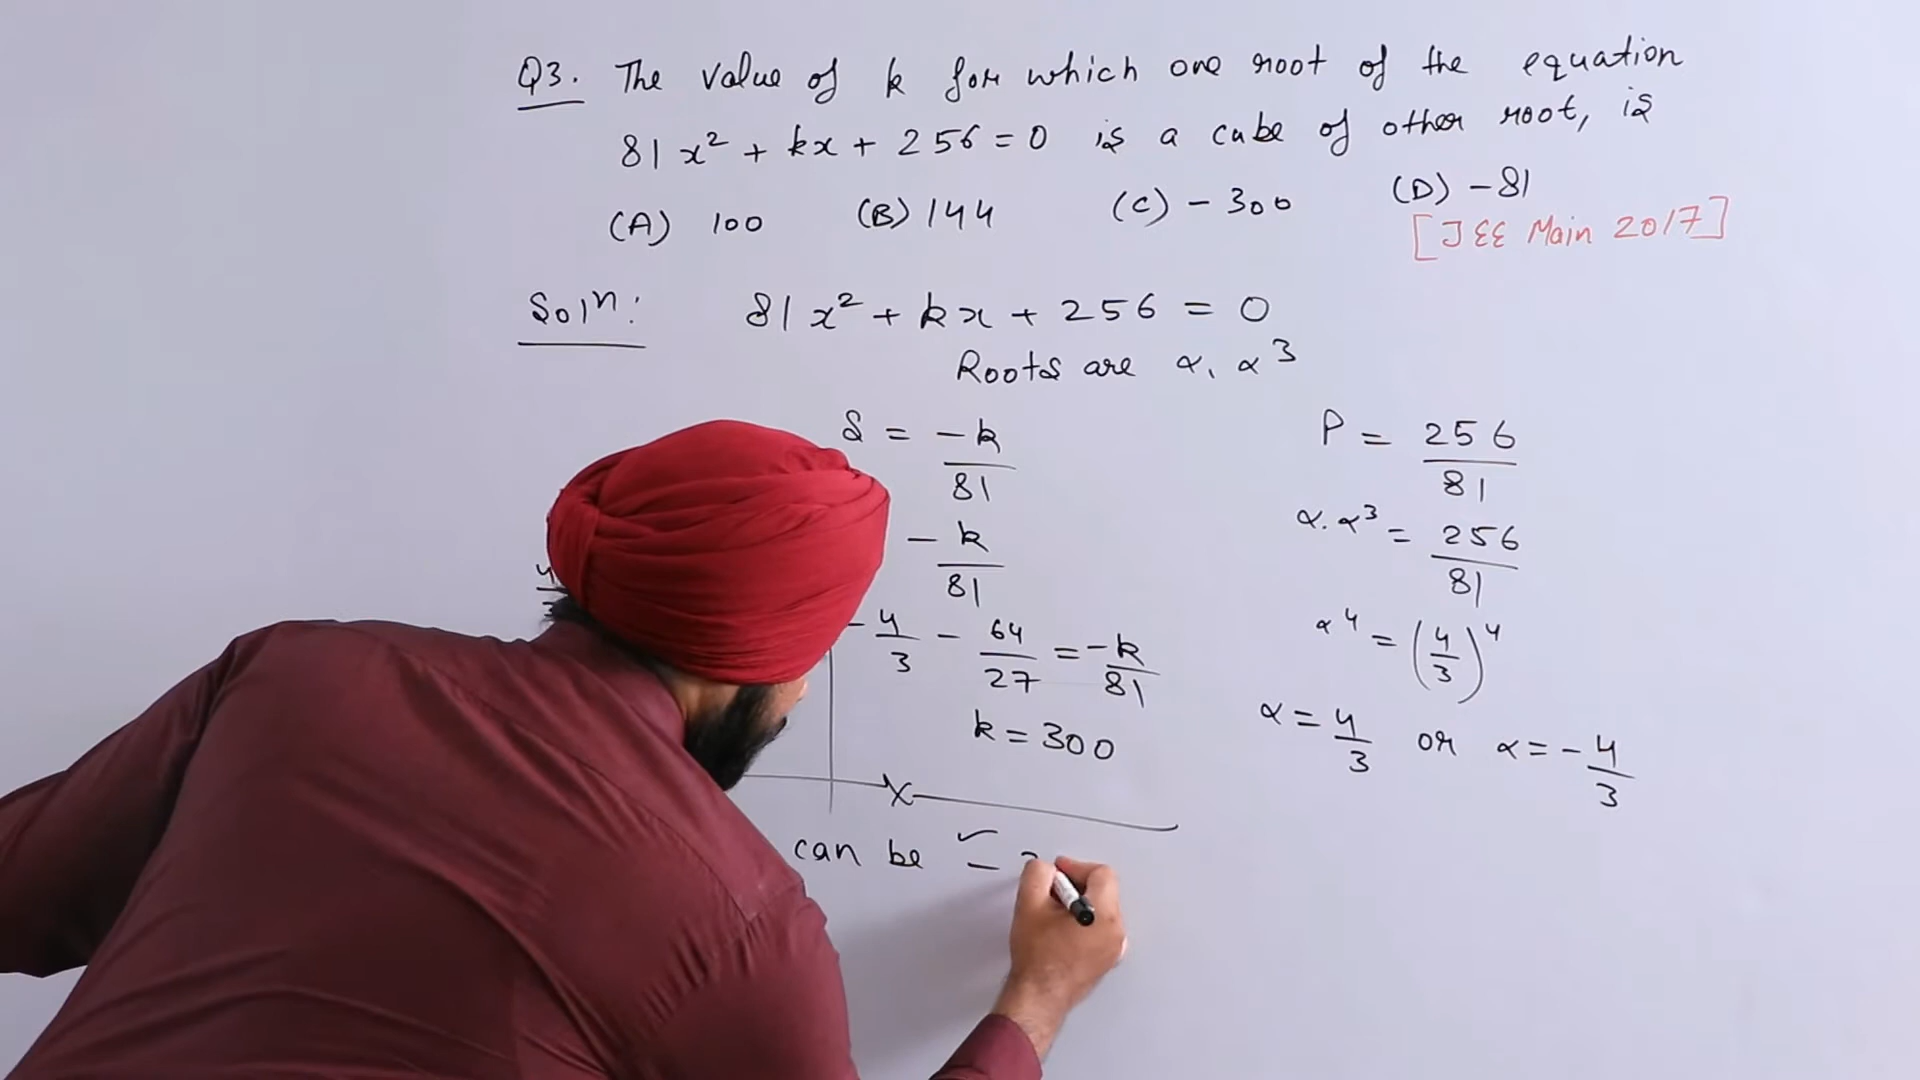 Q3. The value of k for which one root of the equation
81x² + kx + 256 = 0 is a cube of other root, is
(A) 100 (B) 144 (C) - 300 (D) - 81
[JEE Main 2017]
Solⁿ: 81x² + kx + 256 = 0
Roots are α, α³
S = -k/81
P = 256/81
-k/81
α.α³ = 256/81
-4/3 - 64/27 = -k/81
α⁴ = (4/3)⁴
k = 300
α = 4/3 or α = -4/3
can be -